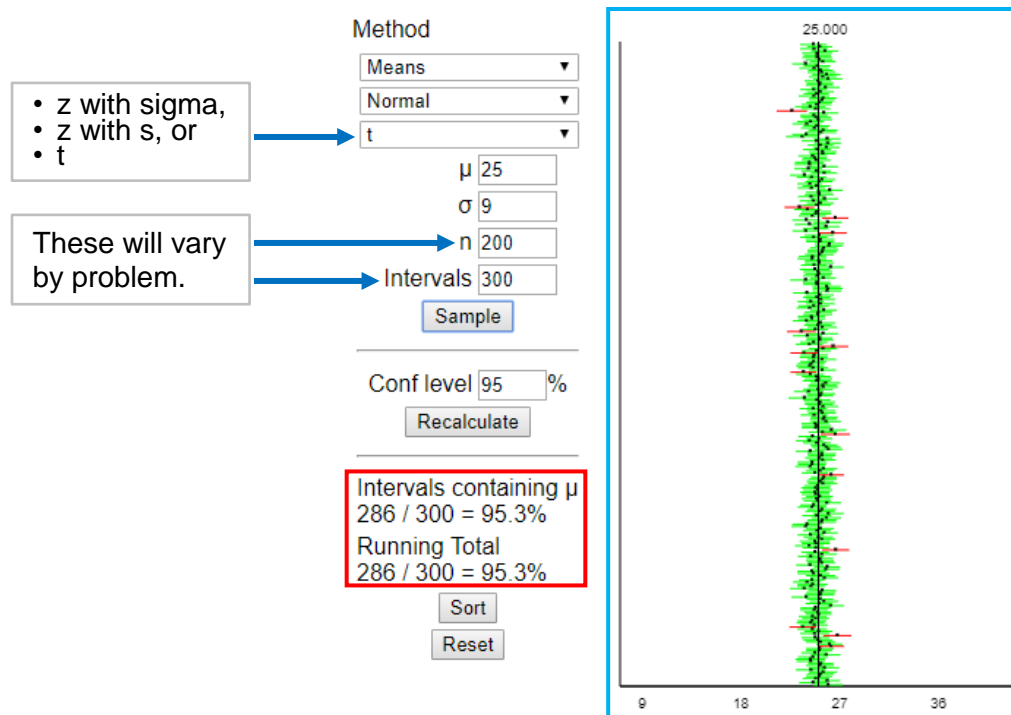 Method
Means
Normal
t
• z with sigma,
• z with s, or
• t
μ 25
σ 9
n 200
Intervals 300
These will vary
by problem.
Sample
Conf level 95 %
Recalculate
Intervals containing μ
286 / 300 = 95.3%
Running Total
286 / 300 = 95.3%
Sort
Reset
25.000
9 18 27 36